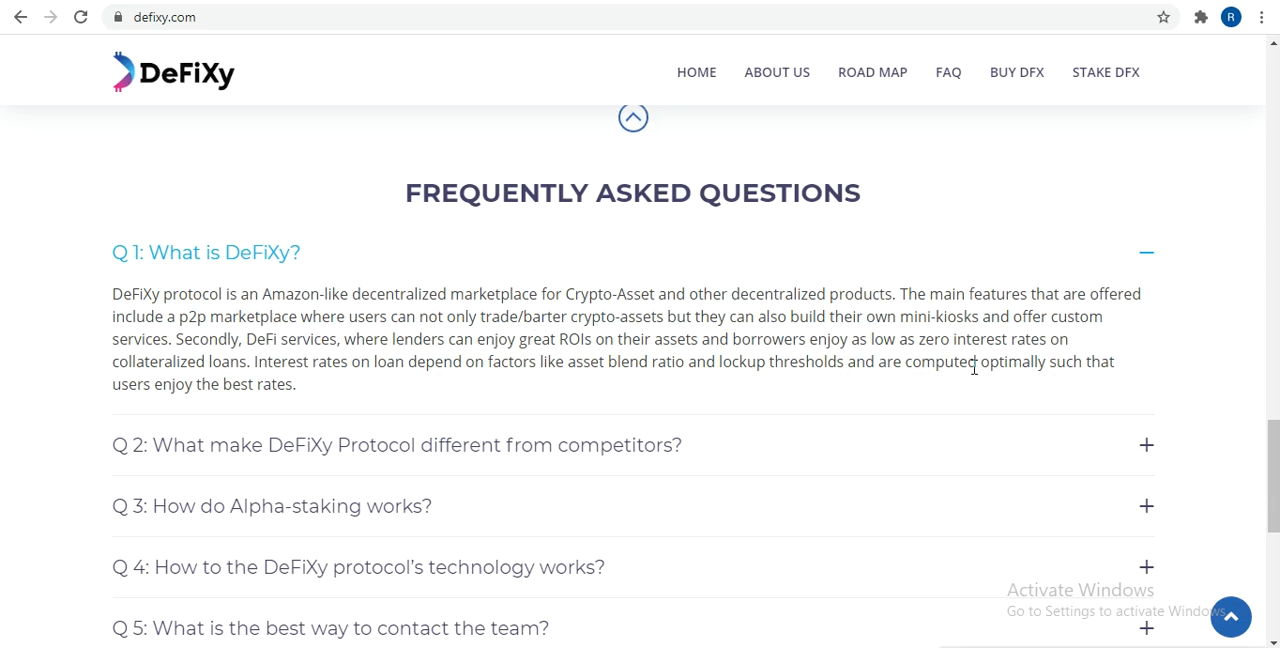 defixy.com
R
DeFiXy
HOME ABOUT US ROAD MAP FAQ BUY DFX STAKE DFX
FREQUENTLY ASKED QUESTIONS
Q 1: What is DeFiXy?
DeFiXy protocol is an Amazon-like decentralized marketplace for Crypto-Asset and other decentralized products. The main features that are offered
include a p2p marketplace where users can not only trade/barter crypto-assets but they can also build their own mini-kiosks and offer custom
services. Secondly, DeFi services, where lenders can enjoy great ROIs on their assets and borrowers enjoy as low as zero interest rates on
collateralized loans. Interest rates on loan depend on factors like asset blend ratio and lockup thresholds and are computed optimally such that
users enjoy the best rates.
Q 2: What make DeFiXy Protocol different from competitors?
Q 3: How do Alpha-staking works?
Q 4: How to the DeFiXy protocol's technology works?
Activate Windows
Go to Settings to activate Windows.
Q 5: What is the best way to contact the team?